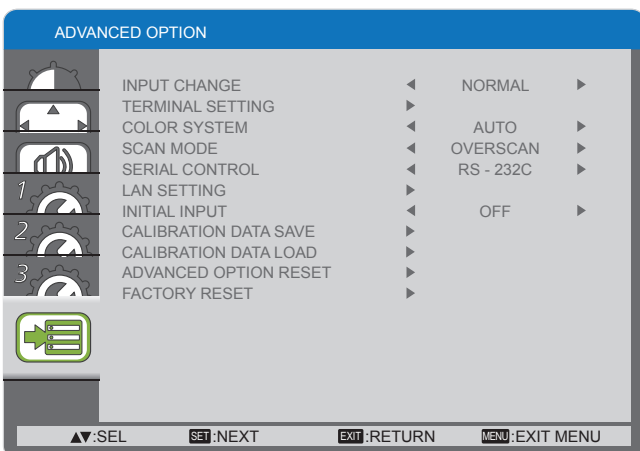 ADVANCED OPTION
INPUT CHANGE ◀ NORMAL ▶
TERMINAL SETTING ▶
COLOR SYSTEM ◀ AUTO ▶
SCAN MODE ◀ OVERSCAN ▶
SERIAL CONTROL ◀ RS - 232C ▶
1
LAN SETTING ▶
INITIAL INPUT ◀ OFF ▶
2
CALIBRATION DATA SAVE ▶
CALIBRATION DATA LOAD ▶
3
ADVANCED OPTION RESET ▶
FACTORY RESET ▶
▲▼:SEL SET:NEXT EXIT:RETURN MENU:EXIT MENU